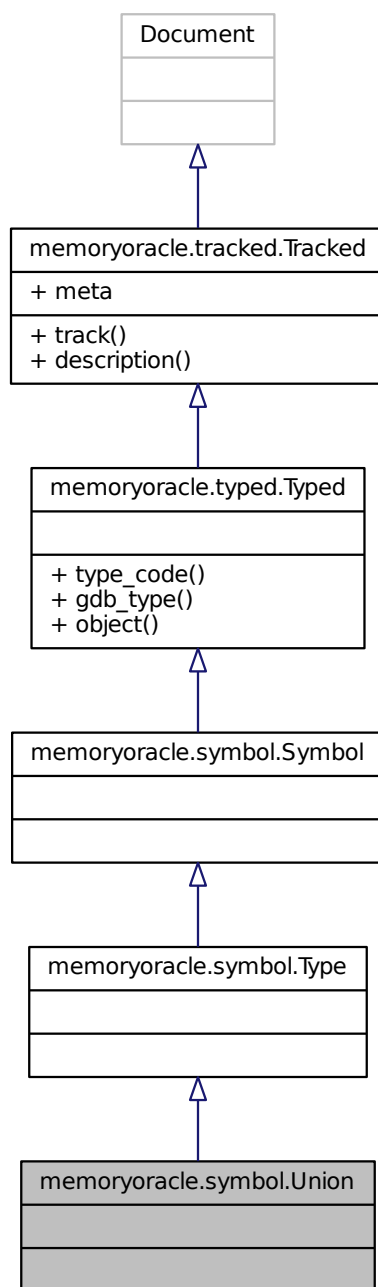 Document
memoryoracle.tracked.Tracked
+ meta
+ track()
+ description()
memoryoracle.typed.Typed
+ type_code()
+ gdb_type()
+ object()
memoryoracle.symbol.Symbol
memoryoracle.symbol.Type
memoryoracle.symbol.Union